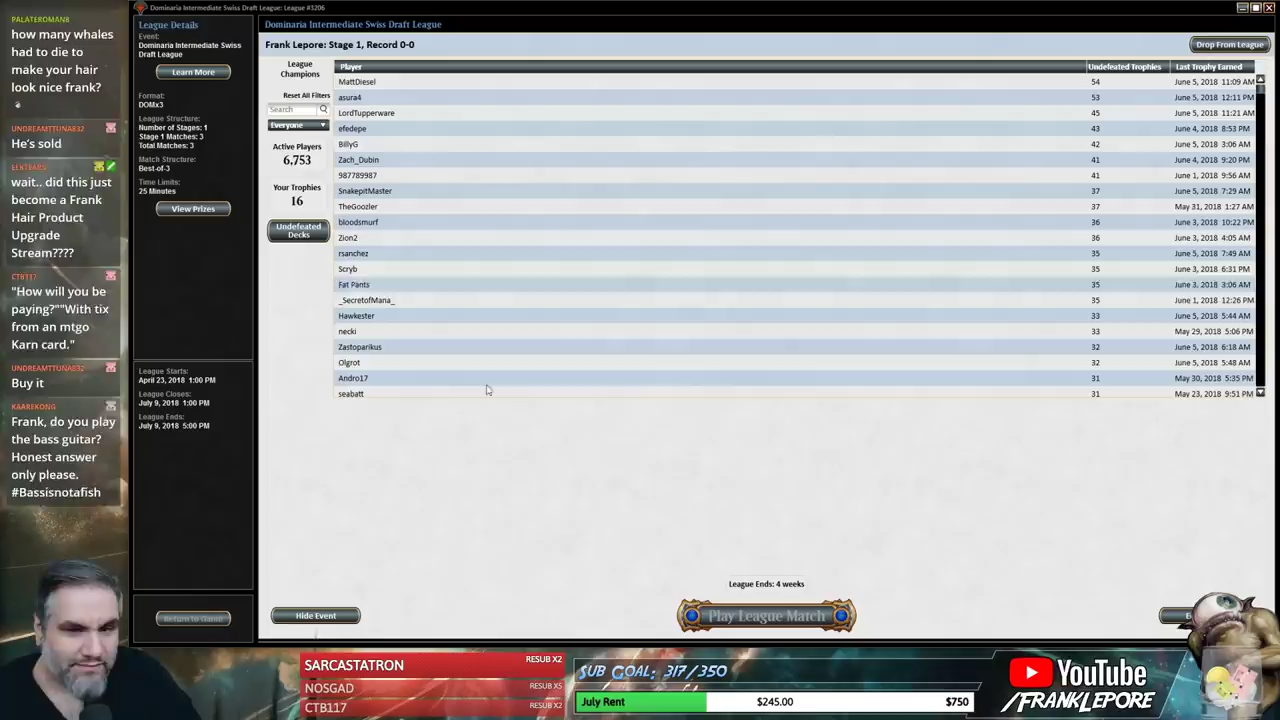 PALATEROMAN8
how many whales
had to die to
make your hair
look nice frank?
UNDREAMTTUNA832
He's sold
wait.. did this just
become a Frank
Hair Product
Upgrade
Stream????
CTB117
"How will you be
paying?""With tix
from an mtgo
Karn card."
UNDREAMTTUNA832
Buy it
KAAREKONG
Frank, do you play
the bass guitar?
Honest answer
only please.
#Bassisnotafish
Dominaria Intermediate Swiss Draft League: League #3206
League Details
Event:
Dominaria Intermediate Swiss
Draft League
Learn More
Format:
DOMx3
League Structure:
Number of Stages: 1
Stage 1 Matches: 3
Total Matches: 3
Match Structure:
Best-of-3
Time Limits:
25 Minutes
View Prizes
League Starts:
April 23, 2018 1:00 PM
League Closes:
July 9, 2018 1:00 PM
League Ends:
July 9, 2018 5:00 PM
Return to Game
Dominaria Intermediate Swiss Draft League
Frank Lepore: Stage 1, Record 0-0
Drop From League
League
Champions
Reset All Filters
Search
Everyone
Active Players
6,753
Your Trophies
16
Undefeated
Decks
Player Undefeated Trophies Last Trophy Earned
MattDiesel 54 June 5, 2018 11:09 AM
asura4 53 June 5, 2018 12:11 PM
LordTupperware 45 June 5, 2018 11:21 AM
efedepe 43 June 4, 2018 8:53 PM
BillyG 42 June 5, 2018 3:06 AM
Zach_Dubin 41 June 4, 2018 9:20 PM
987789987 41 June 1, 2018 9:56 AM
SnakepitMaster 37 June 5, 2018 7:29 AM
TheGoozler 37 May 31, 2018 1:27 AM
bloodsmurf 36 June 3, 2018 10:22 PM
Zion2 36 June 3, 2018 4:05 AM
rsanchez 35 June 5, 2018 7:49 AM
Scryb 35 June 3, 2018 6:31 PM
Fat Pants 35 June 3, 2018 3:06 AM
_SecretofMana_ 35 June 1, 2018 12:26 PM
Hawkester 33 June 5, 2018 5:44 AM
necki 33 May 29, 2018 5:06 PM
Zastoparikus 32 June 5, 2018 6:18 AM
Olgrot 32 June 5, 2018 5:48 AM
Andro17 31 May 30, 2018 5:35 PM
seabatt 31 May 23, 2018 9:51 PM
League Ends: 4 weeks
Hide Event
Play League Match
SARCASTATRON RESUB X2
NOSGAD RESUB X5
CTB117 RESUB X2
SUB GOAL: 317/350
July Rent $245.00 $750
YouTube
/FRANKLEPORE